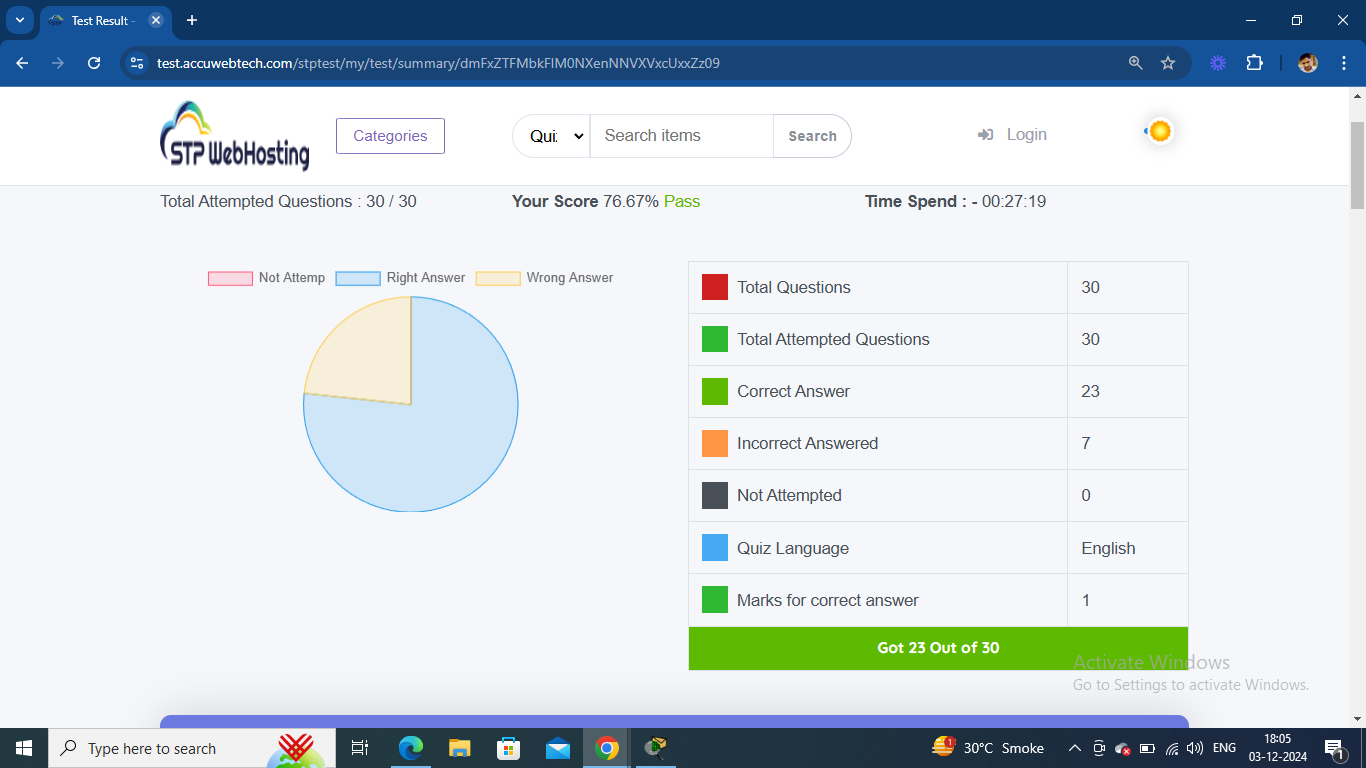 Test Result -
test.accuwebtech.com/stptest/my/test/summary/dmFxZTFMbkFIM0NXenNNVXVxcUxxZz09
STP WebHosting
Categories
Qui:
Search items
Search
Login
Total Attempted Questions : 30 / 30
Your Score 76.67% Pass
Time Spend : - 00:27:19
Not Attemp
Right Answer
Wrong Answer
Total Questions 30
Total Attempted Questions 30
Correct Answer 23
Incorrect Answered 7
Not Attempted 0
Quiz Language English
Marks for correct answer 1
Got 23 Out of 30
Activate Windows
Go to Settings to activate Windows.
Type here to search
1
30°C Smoke
ENG
18:05
03-12-2024
1